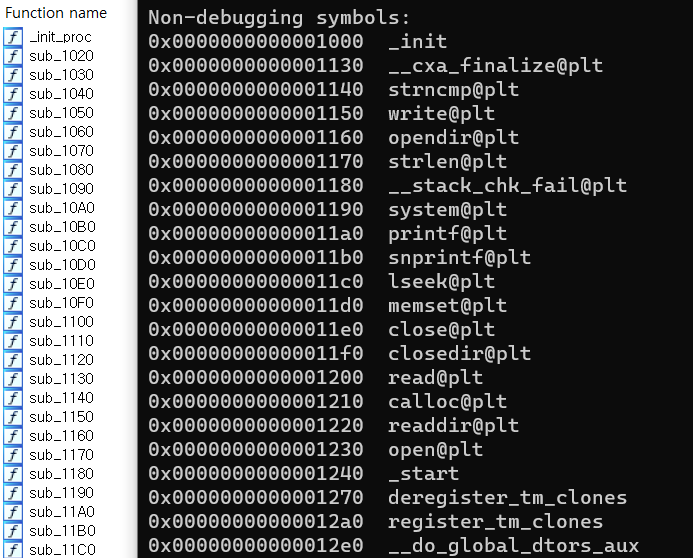 Function name
_init_proc
sub_1020
sub_1030
sub_1040
sub_1050
sub_1060
sub_1070
sub_1080
sub_1090
sub_10A0
sub_10B0
sub_10C0
sub_10D0
sub_10E0
sub_10F0
sub_1100
sub_1110
sub_1120
sub_1130
sub_1140
sub_1150
sub_1160
sub_1170
sub_1180
sub_1190
sub_11A0
sub_11B0
sub_11C0
Non-debugging symbols:
0x0000000000001000  _init
0x0000000000001130  __cxa_finalize@plt
0x0000000000001140  strncmp@plt
0x0000000000001150  write@plt
0x0000000000001160  opendir@plt
0x0000000000001170  strlen@plt
0x0000000000001180  __stack_chk_fail@plt
0x0000000000001190  system@plt
0x00000000000011a0  printf@plt
0x00000000000011b0  snprintf@plt
0x00000000000011c0  lseek@plt
0x00000000000011d0  memset@plt
0x00000000000011e0  close@plt
0x00000000000011f0  closedir@plt
0x0000000000001200  read@plt
0x0000000000001210  calloc@plt
0x0000000000001220  readdir@plt
0x0000000000001230  open@plt
0x0000000000001240  _start
0x0000000000001270  deregister_tm_clones
0x00000000000012a0  register_tm_clones
0x00000000000012e0  __do_global_dtors_aux